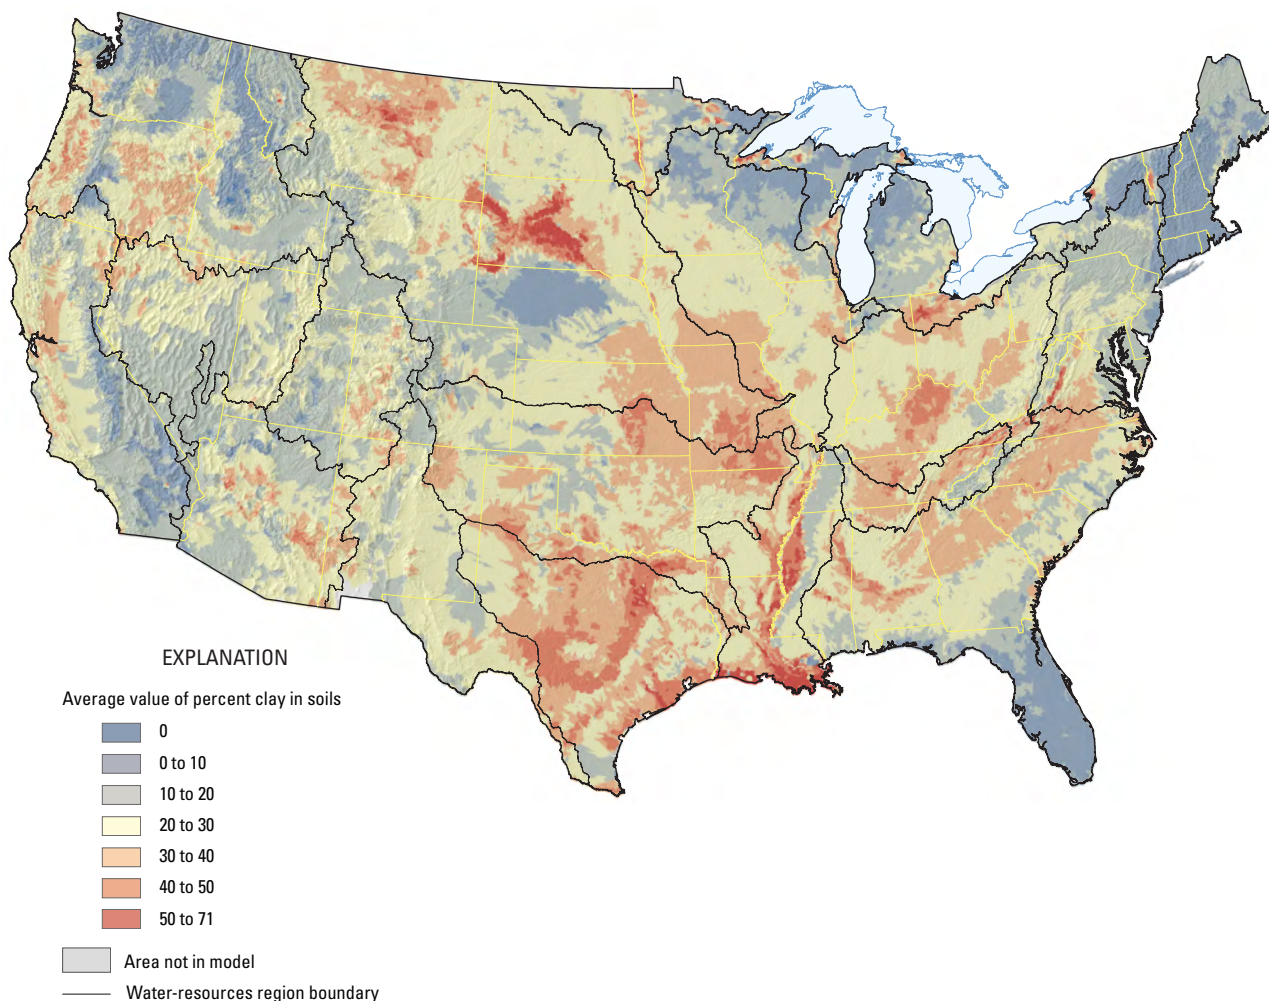 EXPLANATION
Average value of percent clay in soils
0
0 to 10
10 to 20
20 to 30
30 to 40
40 to 50
50 to 71
Area not in model
Water-resources region boundary